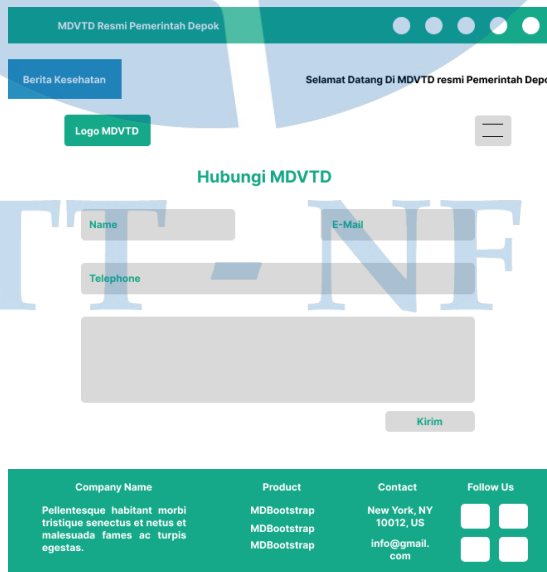 MDVTD Resmi Pemerintah Depok
Berita Kesehatan
Selamat Datang Di MDVTD resmi Pemerintah Depo
Logo MDVTD
Hubungi MDVTD
Name
E-Mail
Telephone
TT - NF
Kirim
Company Name
Product
Contact
Follow Us
Pellentesque habitant morbi
tristique senectus et netus et
malesuada fames ac turpis
egestas.
MDBootstrap
MDBootstrap
MDBootstrap
New York, NY
10012, US
info@gmail.
com